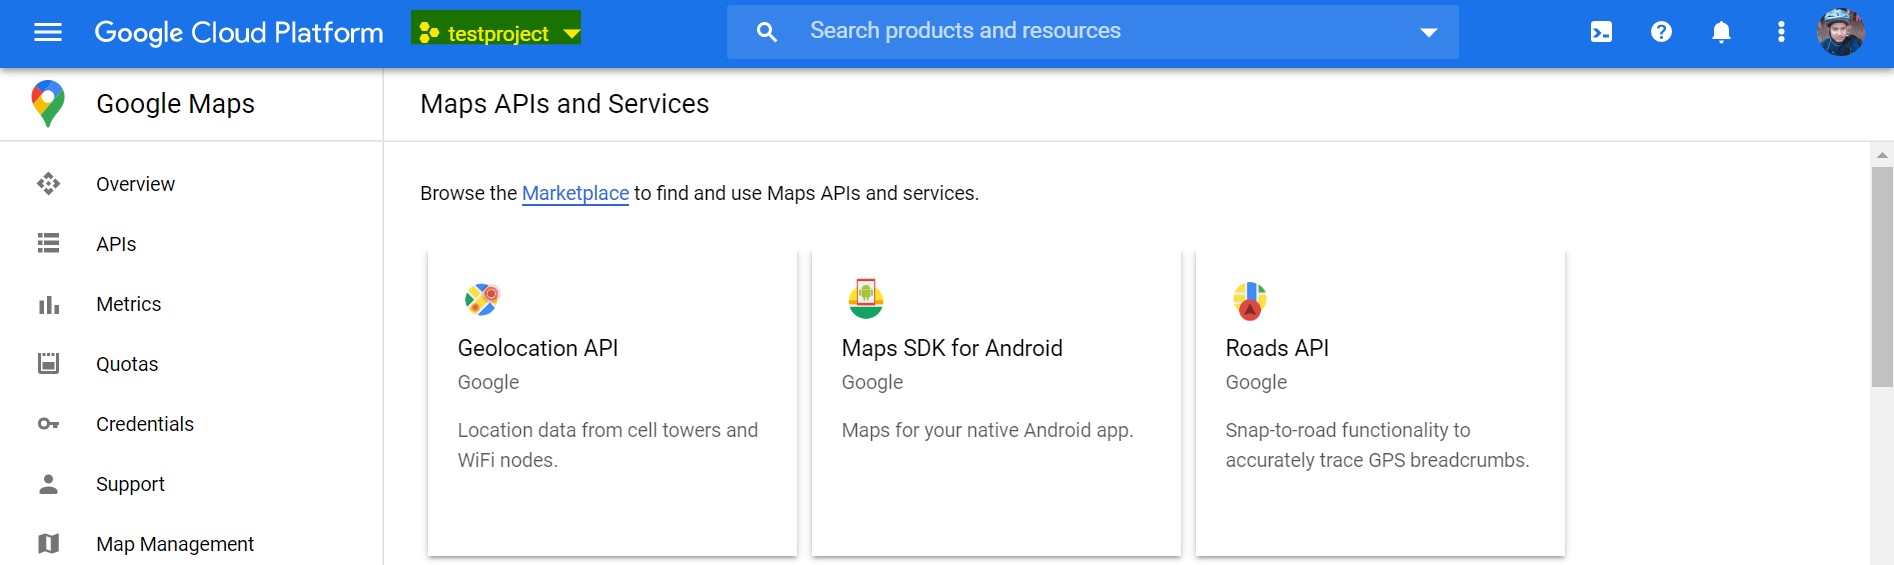 Google Cloud Platform
testproject
Search products and resources
Google Maps
Maps APIs and Services
Overview
APIs
Metrics
Quotas
Credentials
Support
Map Management
Browse the Marketplace to find and use Maps APIs and services.
Geolocation API
Google
Location data from cell towers and
WiFi nodes.
Maps SDK for Android
Google
Maps for your native Android app.
Roads API
Google
Snap-to-road functionality to
accurately trace GPS breadcrumbs.